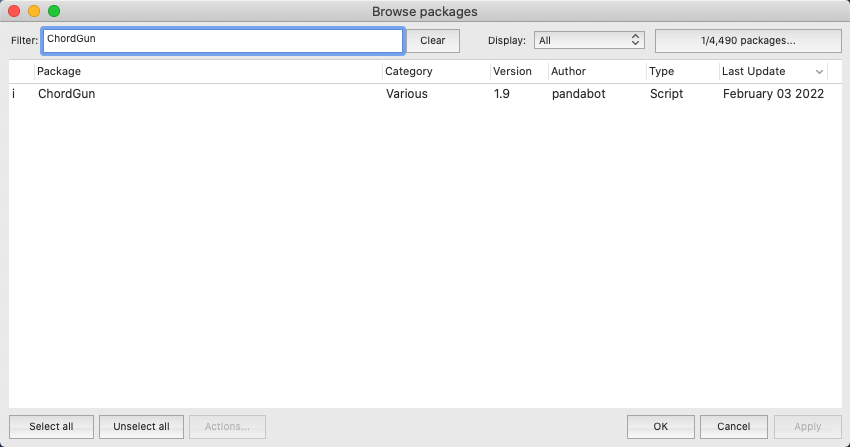 Browse packages
Filter: ChordGun Clear Display: All 1/4,490 packages...
Package Category Version Author Type Last Update
i ChordGun Various 1.9 pandabot Script February 03 2022
Select all Unselect all Actions... OK Cancel Apply